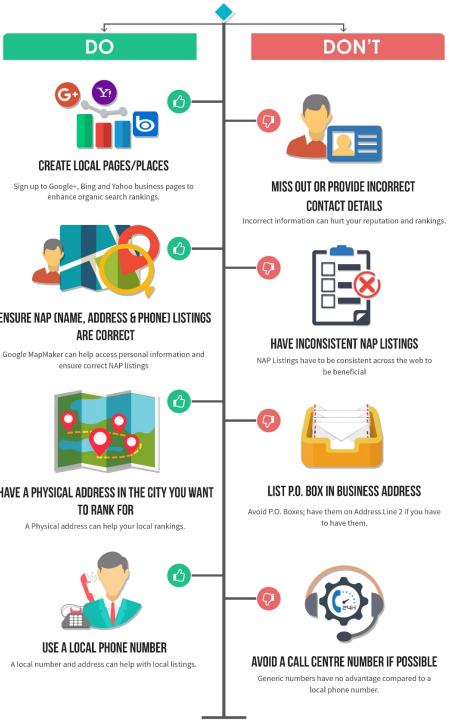 DO
DON'T
G+
Y!
b
CREATE LOCAL PAGES/PLACES
Sign up to Google+, Bing and Yahoo business pages to
enhance organic search rankings.
MISS OUT OR PROVIDE INCORRECT
CONTACT DETAILS
Incorrect information can hurt your reputation and rankings.
ENSURE NAP (NAME, ADDRESS & PHONE) LISTINGS
ARE CORRECT
Google MapMaker can help access personal information and
ensure correct NAP listings
HAVE INCONSISTENT NAP LISTINGS
NAP Listings have to be consistent across the web to
be beneficial
HAVE A PHYSICAL ADDRESS IN THE CITY YOU WANT
TO RANK FOR
A Physical address can help your local rankings.
LIST P.O. BOX IN BUSINESS ADDRESS
Avoid P.O. Boxes; have them on Address Line 2 if you have
to have them.
USE A LOCAL PHONE NUMBER
A local number and address can help with local listings.
24H
AVOID A CALL CENTRE NUMBER IF POSSIBLE
Generic numbers have no advantage compared to a
local phone number.